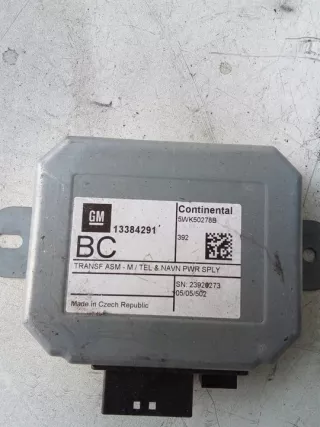 GM
13384291
Continental
5WK50278B
BC
392
TRANSF ASM - M / TEL & NAVN PWR SPLY
SN: 23920273
05/05/502
Made in Czech Republic